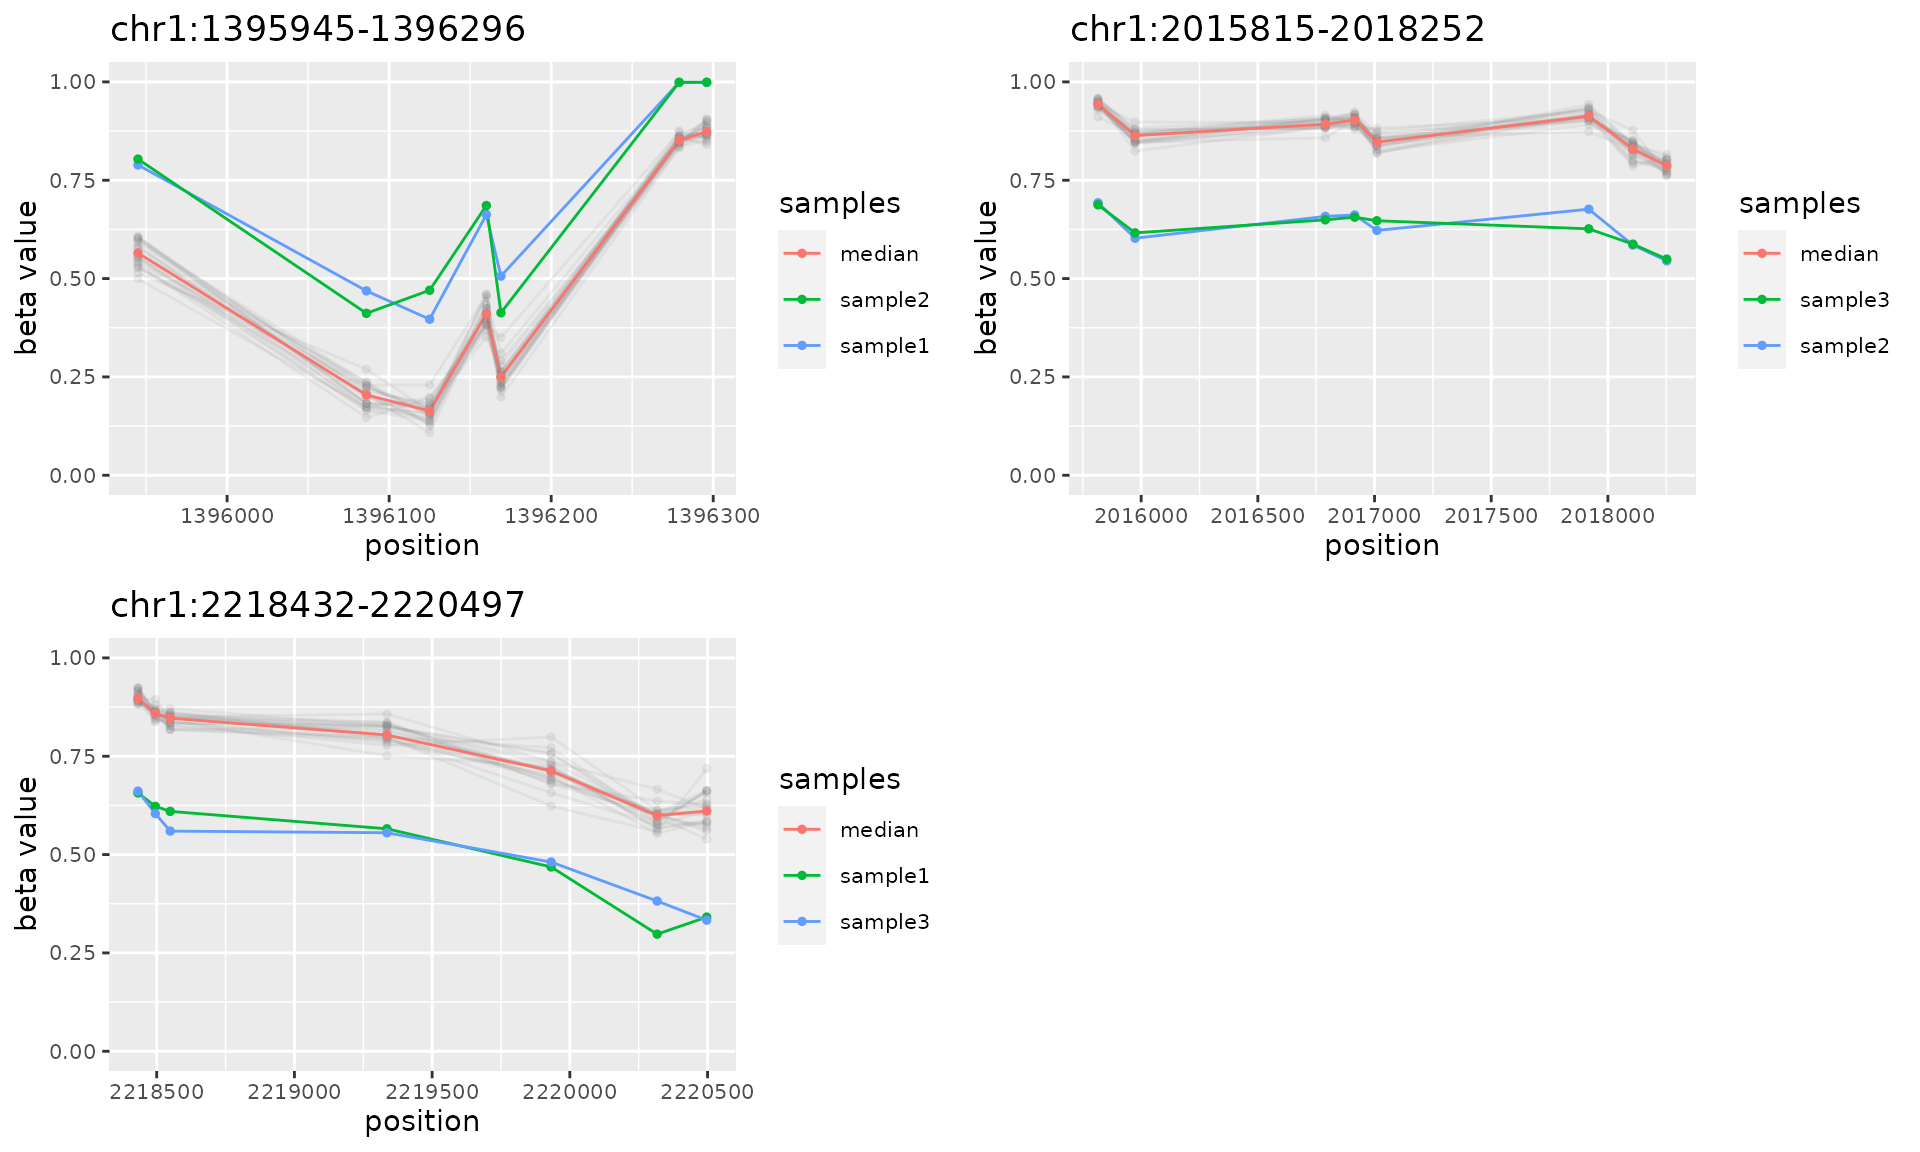 chr1:1395945-1396296
1.00
0.75
0.50
0.25
0.00
beta value
1396000 1396100 1396200 1396300
position
samples
median
sample2
sample1
chr1:2015815-2018252
1.00
0.75
0.50
0.25
0.00
beta value
2016000 2016500 2017000 2017500 2018000
position
samples
median
sample3
sample2
chr1:2218432-2220497
1.00
0.75
0.50
0.25
0.00
beta value
2218500 2219000 2219500 2220000 2220500
position
samples
median
sample1
sample3